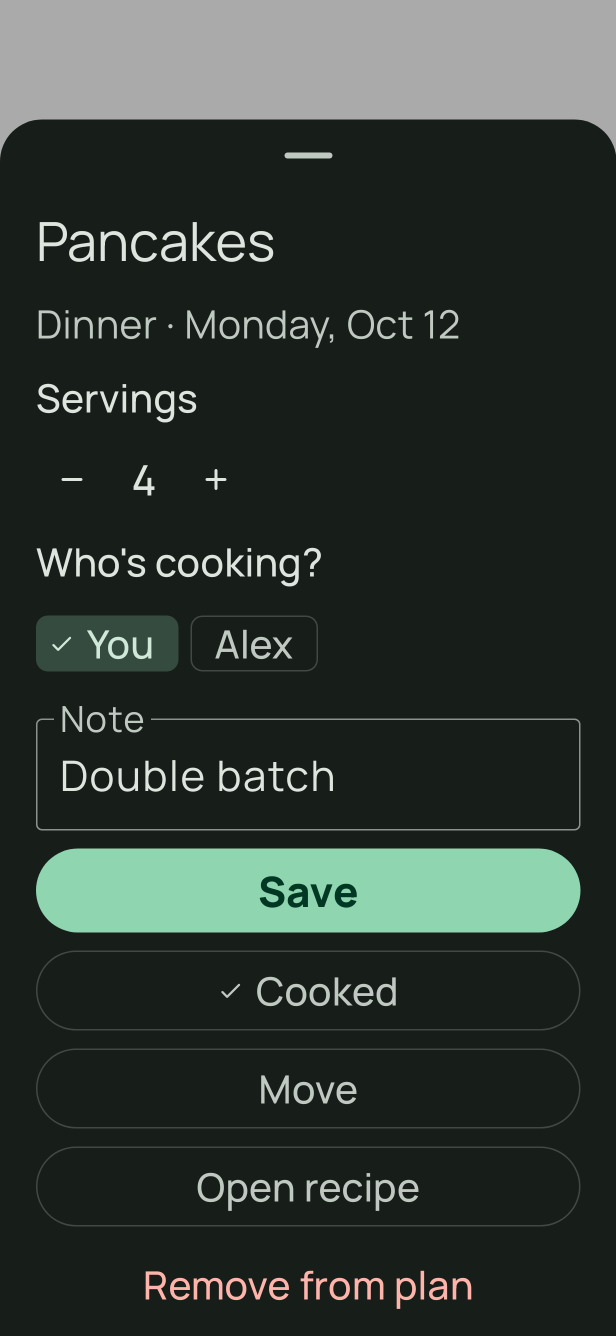 Pancakes
Dinner · Monday, Oct 12
Servings
− 4 +
Who's cooking?
✓ You Alex
Note
Double batch
Save
✓ Cooked
Move
Open recipe
Remove from plan